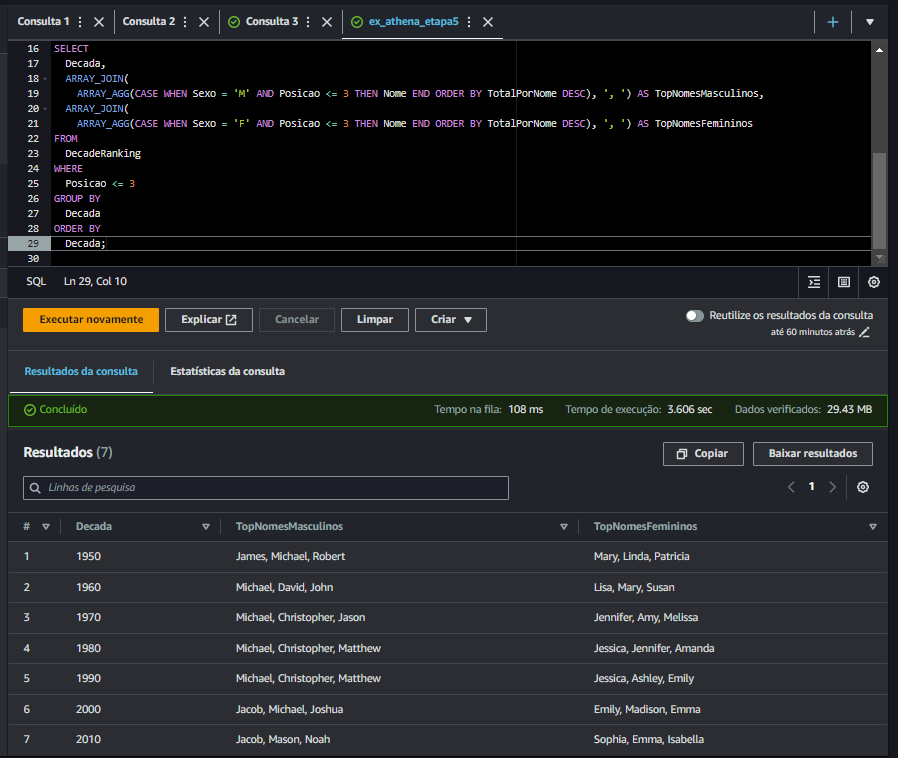 Consulta 1 Consulta 2 Consulta 3 ex_athena_etapa5
16 SELECT
17 Decada,
18 ARRAY_JOIN(
19 ARRAY_AGG(CASE WHEN Sexo = 'M' AND Posicao <= 3 THEN Nome END ORDER BY TotalPorNome DESC), ', ') AS TopNomesMasculinos,
20 ARRAY_JOIN(
21 ARRAY_AGG(CASE WHEN Sexo = 'F' AND Posicao <= 3 THEN Nome END ORDER BY TotalPorNome DESC), ', ') AS TopNomesFemininos
22 FROM
23 DecadeRanking
24 WHERE
25 Posicao <= 3
26 GROUP BY
27 Decada
28 ORDER BY
29 Decada;
30
SQL Ln 29, Col 10
Executar novamente Explicar Cancelar Limpar Criar Reutilize os resultados da consulta
até 60 minutos atrás
Resultados da consulta Estatísticas da consulta
Concluído Tempo na fila: 108 ms Tempo de execução: 3.606 sec Dados verificados: 29.43 MB
Resultados (7) Copiar Baixar resultados
Linhas de pesquisa 1
# Decada TopNomesMasculinos TopNomesFemininos
1 1950 James, Michael, Robert Mary, Linda, Patricia
2 1960 Michael, David, John Lisa, Mary, Susan
3 1970 Michael, Christopher, Jason Jennifer, Amy, Melissa
4 1980 Michael, Christopher, Matthew Jessica, Jennifer, Amanda
5 1990 Michael, Christopher, Matthew Jessica, Ashley, Emily
6 2000 Jacob, Michael, Joshua Emily, Madison, Emma
7 2010 Jacob, Mason, Noah Sophia, Emma, Isabella